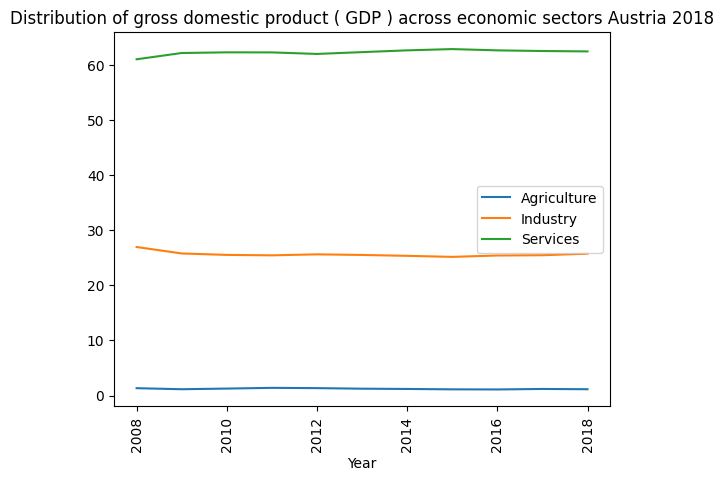 Distribution of gross domestic product ( GDP ) across economic sectors Austria 2018
60
50
40
30
20
10
0
Agriculture
Industry
Services
2008
2010
2012
2014
2016
2018
Year